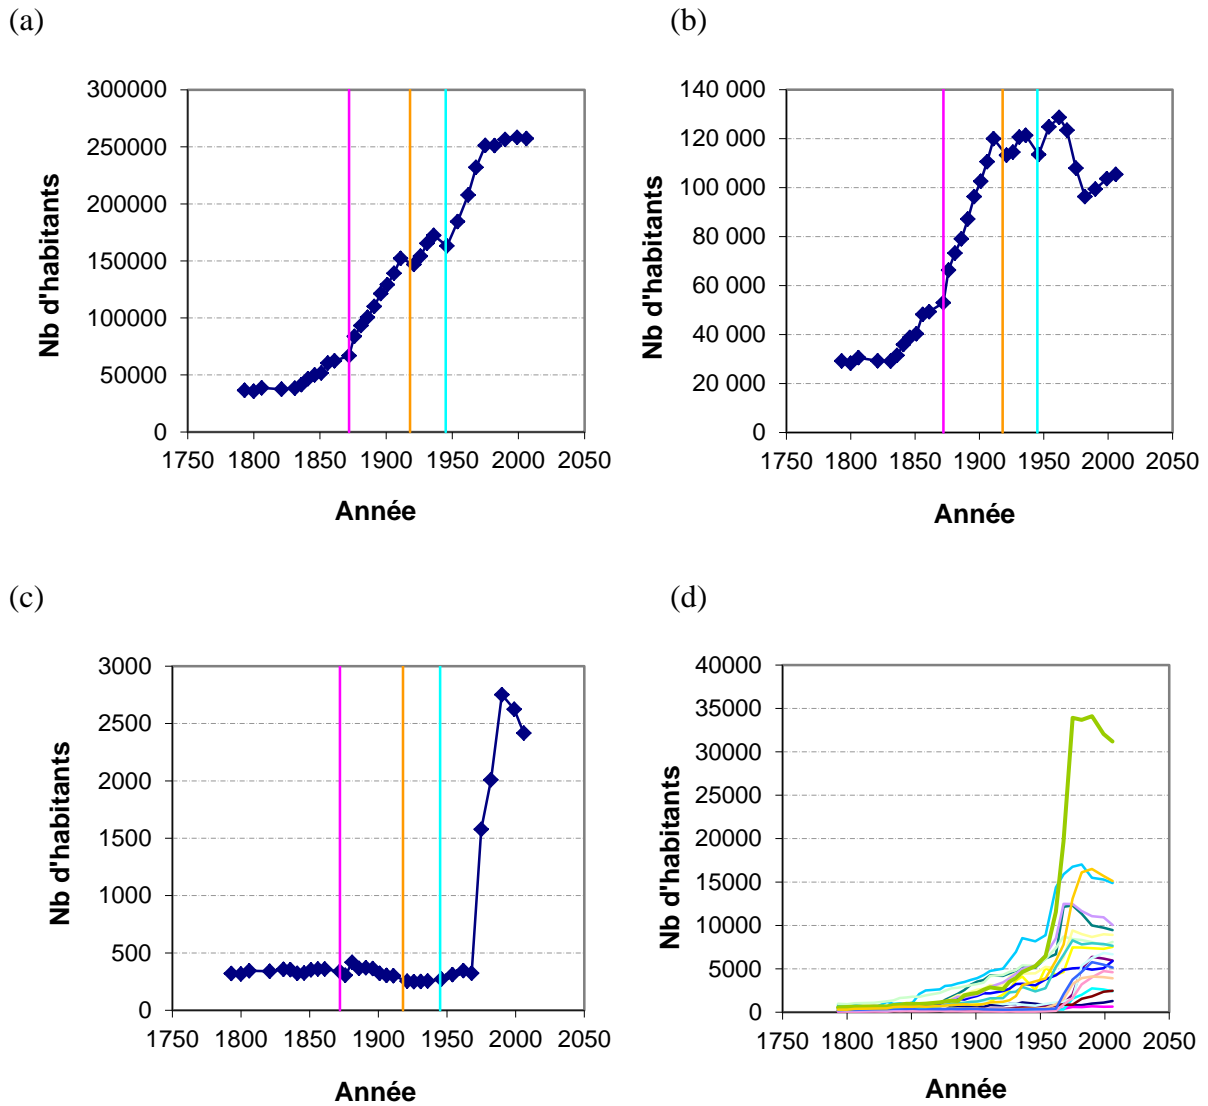 (a)
(b)
300000
250000
200000
150000
100000
50000
0
1750 1800 1850 1900 1950 2000 2050
Nb d'habitants
Année
140 000
120 000
100 000
80 000
60 000
40 000
20 000
0
1750 1800 1850 1900 1950 2000 2050
Nb d'habitants
Année
(c)
(d)
3000
2500
2000
1500
1000
500
0
1750 1800 1850 1900 1950 2000 2050
Nb d'habitants
Année
40000
35000
30000
25000
20000
15000
10000
5000
0
1750 1800 1850 1900 1950 2000 2050
Nb d'habitants
Année